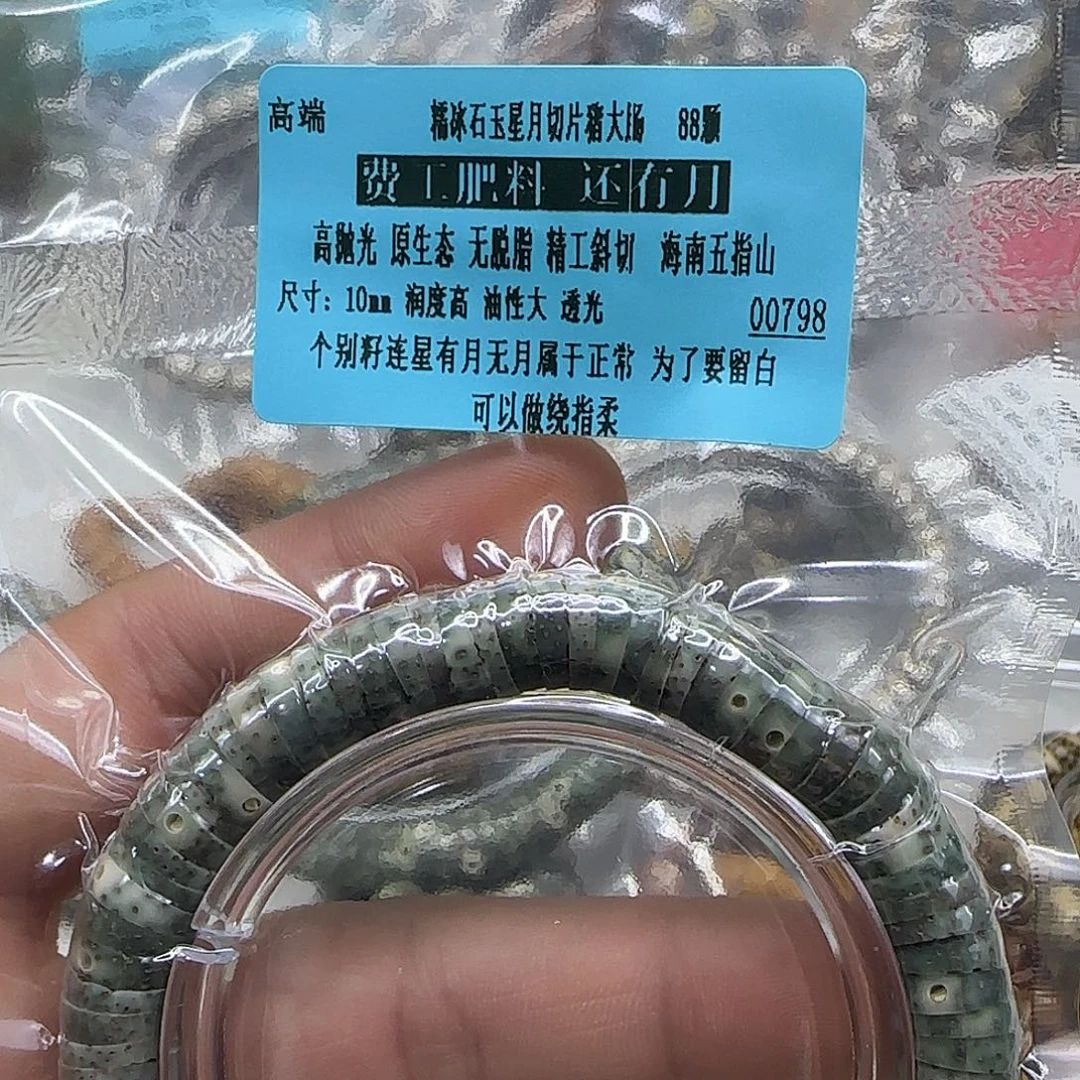 高端 糯冰石玉星月切片猪大场 88颗
费工肥料 还有月
高抛光 原生态 无脱脂 精工斜切 海南五指山
尺寸：10mm 润度高 油性大 透光 00798
个别籽连星有月无月属于正常 为了要留白
可以做绕指柔